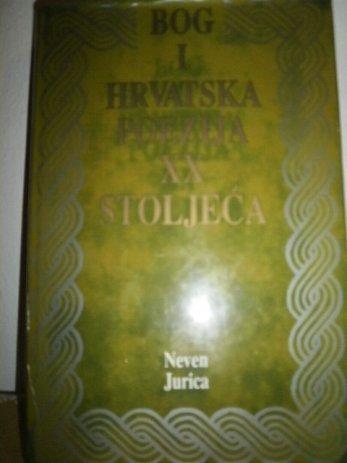 BOG
I
HRVATSKA
POEZIJA
XX
STOLJEĆA
Neven
Jurica